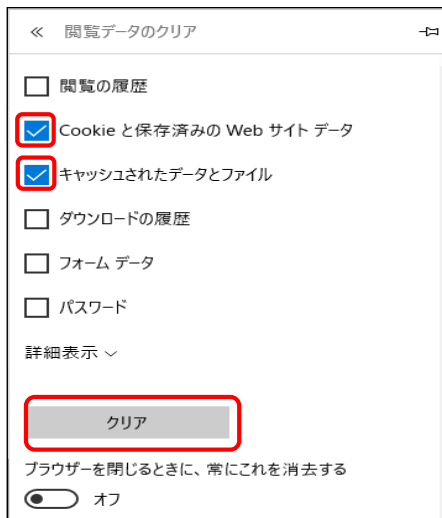 閲覧データのクリア
閲覧の履歴
Cookie と保存済みの Web サイト データ
キャッシュされたデータとファイル
ダウンロードの履歴
フォーム データ
パスワード
詳細表示
クリア
ブラウザーを閉じるときに、常にこれを消去する
オフ